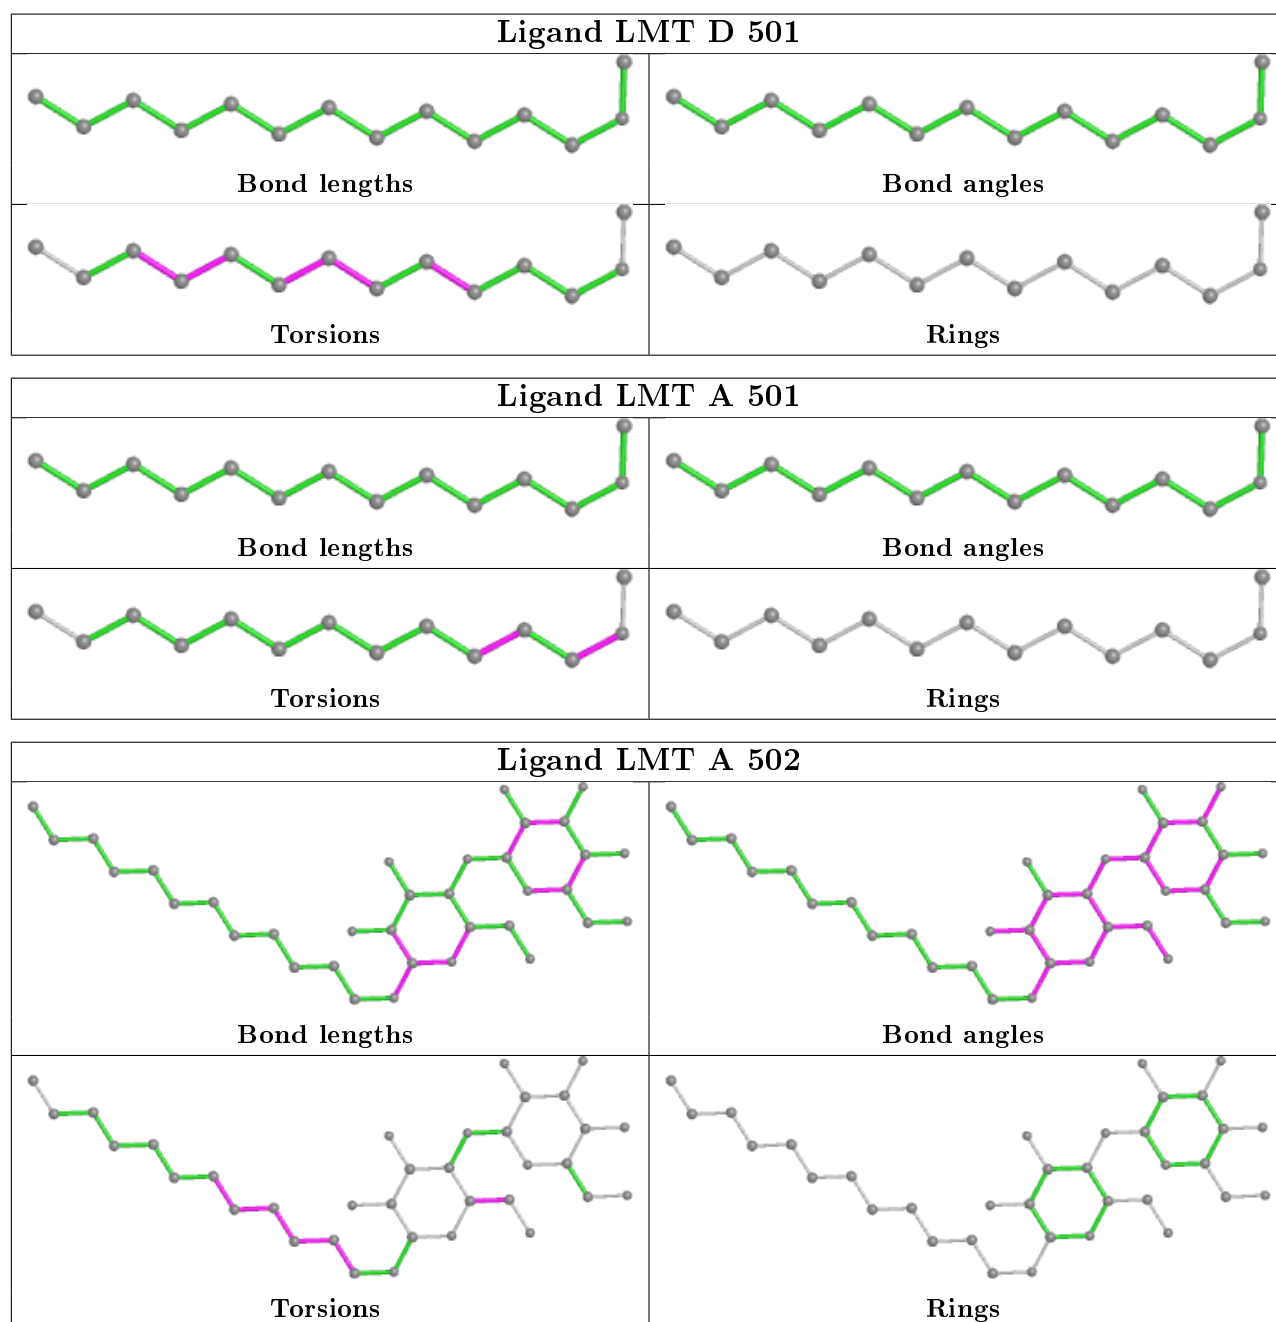 Ligand LMT D 501
Bond lengths
Bond angles
Torsions
Rings
Ligand LMT A 501
Bond lengths
Bond angles
Torsions
Rings
Ligand LMT A 502
Bond lengths
Bond angles
Torsions
Rings